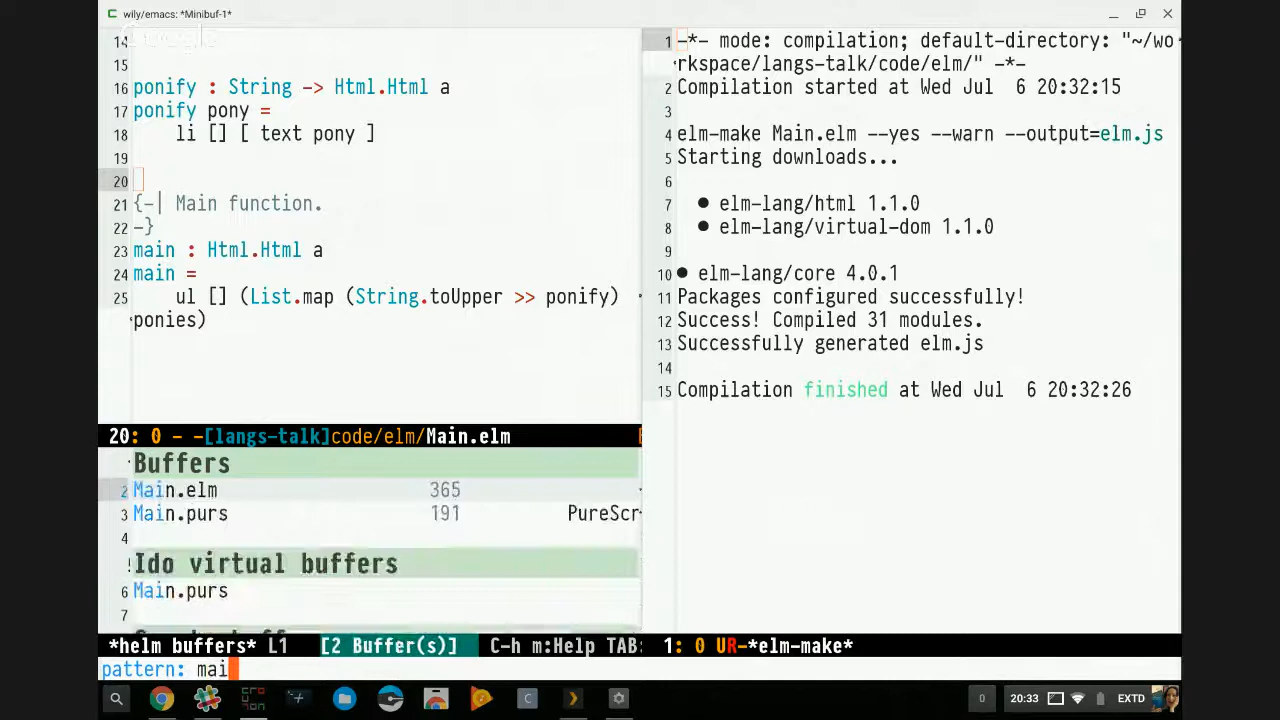 wily/emacs: *Minibuf-1*
14
15
16 ponify : String -> Html.Html a
17 ponify pony =
18 li [] [ text pony ]
19
20
21 {-| Main function.
22 -}
23 main : Html.Html a
24 main =
25 ul [] (List.map (String.toUpper >> ponify)
ponies)
20: 0 - -[langs-talk]code/elm/Main.elm
Buffers
2 Main.elm 365
3 Main.purs 191 PureScr
4
Ido virtual buffers
6 Main.purs
7
*helm buffers* L1 [2 Buffer(s)] C-h m:Help TAB:
pattern: mai
1 -*- mode: compilation; default-directory: "~/wo
rkspace/langs-talk/code/elm/" -*-
2 Compilation started at Wed Jul 6 20:32:15
3
4 elm-make Main.elm --yes --warn --output=elm.js
5 Starting downloads...
6
7 ● elm-lang/html 1.1.0
8 ● elm-lang/virtual-dom 1.1.0
9
10 ● elm-lang/core 4.0.1
11 Packages configured successfully!
12 Success! Compiled 31 modules.
13 Successfully generated elm.js
14
15 Compilation finished at Wed Jul 6 20:32:26
1: 0 UR-*elm-make*
0 20:33 EXTD